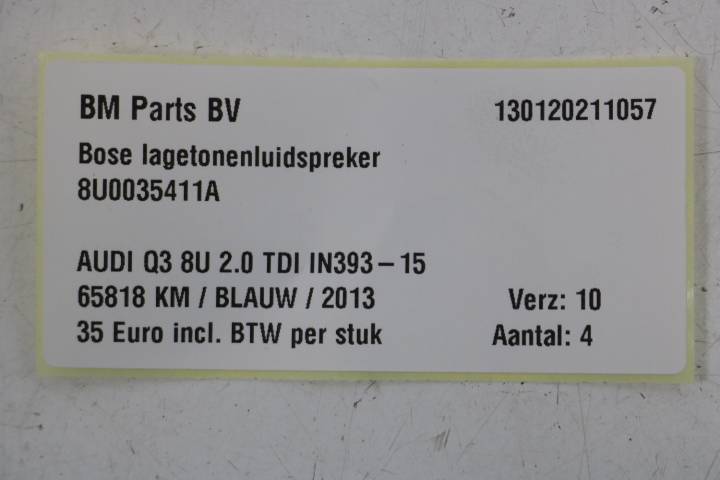 BM Parts BV 130120211057
Bose lagetonenluidspreker
8U0035411A
AUDI Q3 8U 2.0 TDI IN393-15
65818 KM / BLAUW / 2013 Verz: 10
35 Euro incl. BTW per stuk Aantal: 4